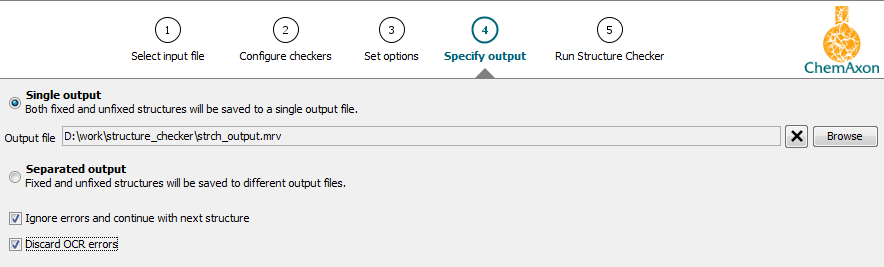 1 2 3 4 5
Select input file Configure checkers Set options Specify output Run Structure Checker
ChemAxon
Single output
Both fixed and unfixed structures will be saved to a single output file.
Output file D:\work\structure_checker\strch_output.mrv Browse
Separated output
Fixed and unfixed structures will be saved to different output files.
Ignore errors and continue with next structure
Discard OCR errors